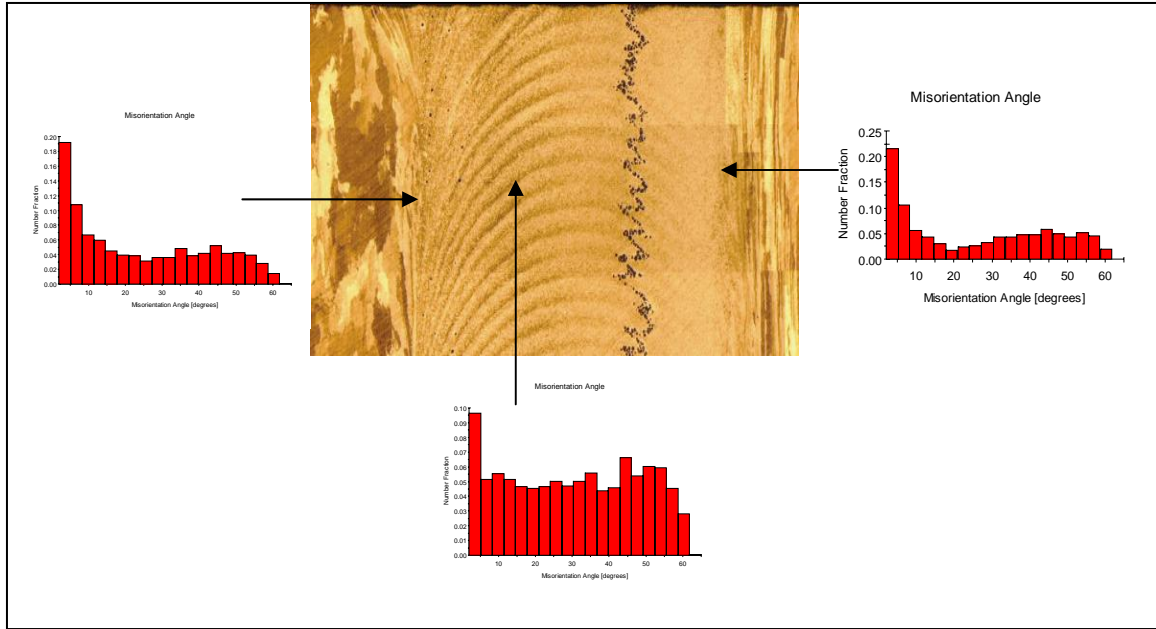 Misorientation Angle
0.20
0.18
0.16
0.14
0.12
0.10
0.08
0.06
0.04
0.02
0.00
Number Fraction
10 20 30 40 50 60
Misorientation Angle [degrees]
Misorientation Angle
0.25
0.20
0.15
0.10
0.05
0.00
Number Fraction
10 20 30 40 50 60
Misorientation Angle [degrees]
Misorientation Angle
0.10
0.09
0.08
0.07
0.06
0.05
0.04
0.03
0.02
0.01
0.00
Number Fraction
10 20 30 40 50 60
Misorientation Angle [degrees]